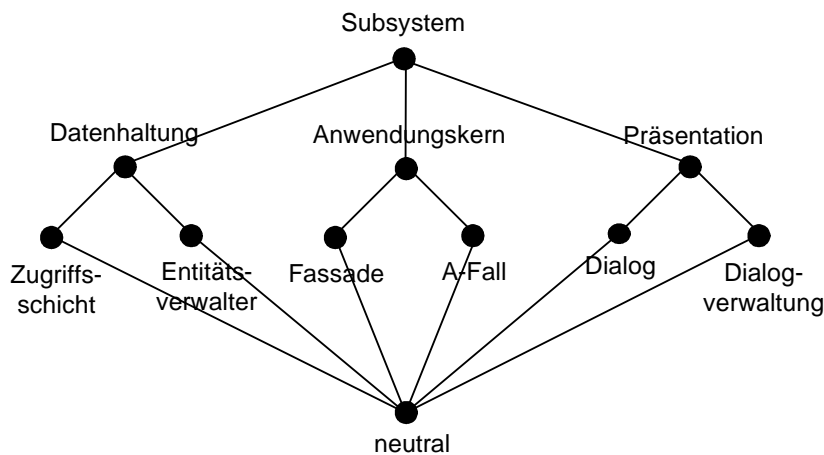 Subsystem
Datenhaltung
Anwendungskern
Präsentation
Zugriffs-
schicht
Entitäts-
verwalter
Fassade
A-Fall
Dialog
Dialog-
verwaltung
neutral